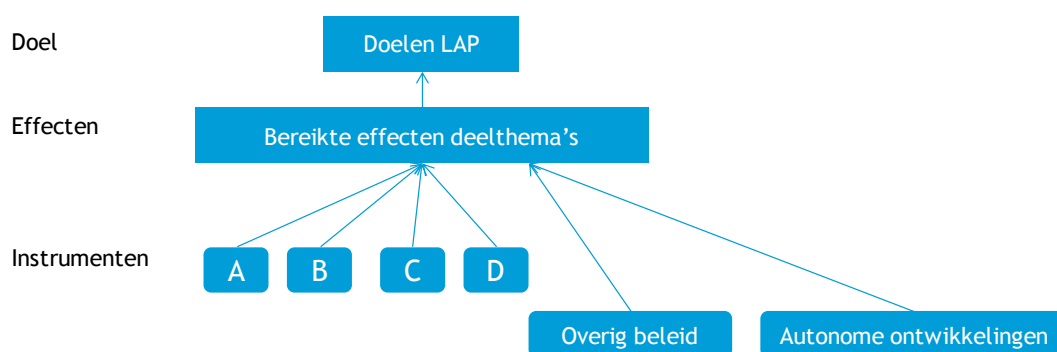 Doel
Doelen LAP
Effecten
Bereikte effecten deelthema's
Instrumenten
A
B
C
D
Overig beleid
Autonome ontwikkelingen